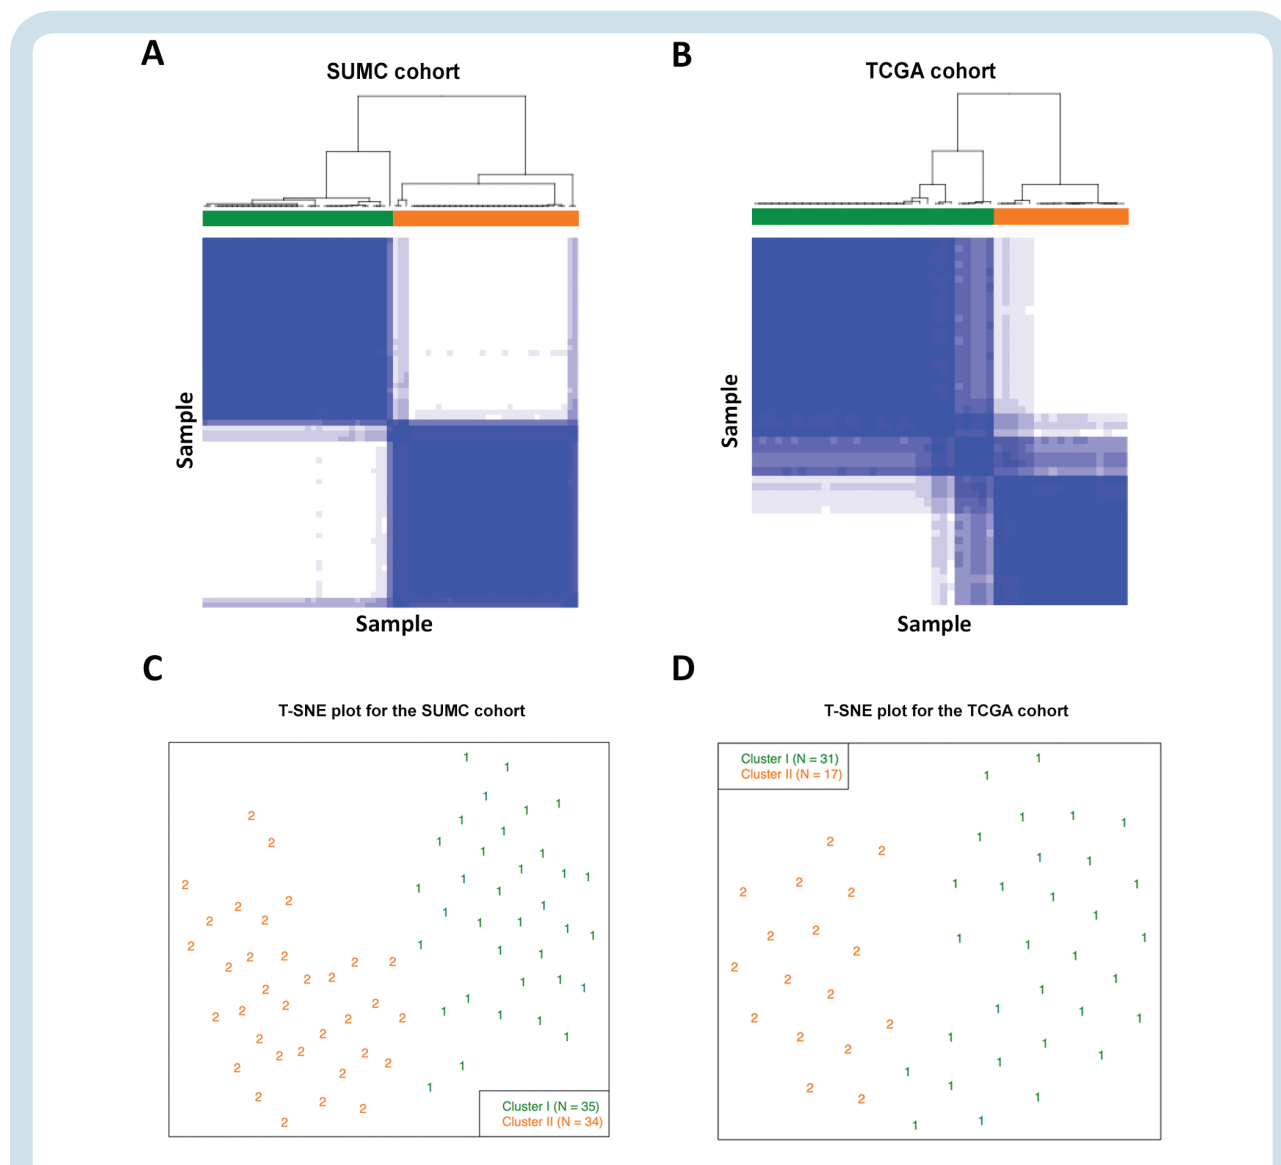 A
SUMC cohort
B
TCGA cohort
Sample
Sample
Sample
Sample
C
D
T-SNE plot for the SUMC cohort
T-SNE plot for the TCGA cohort
Cluster I (N = 35)
Cluster II (N = 34)
Cluster I (N = 31)
Cluster II (N = 17)